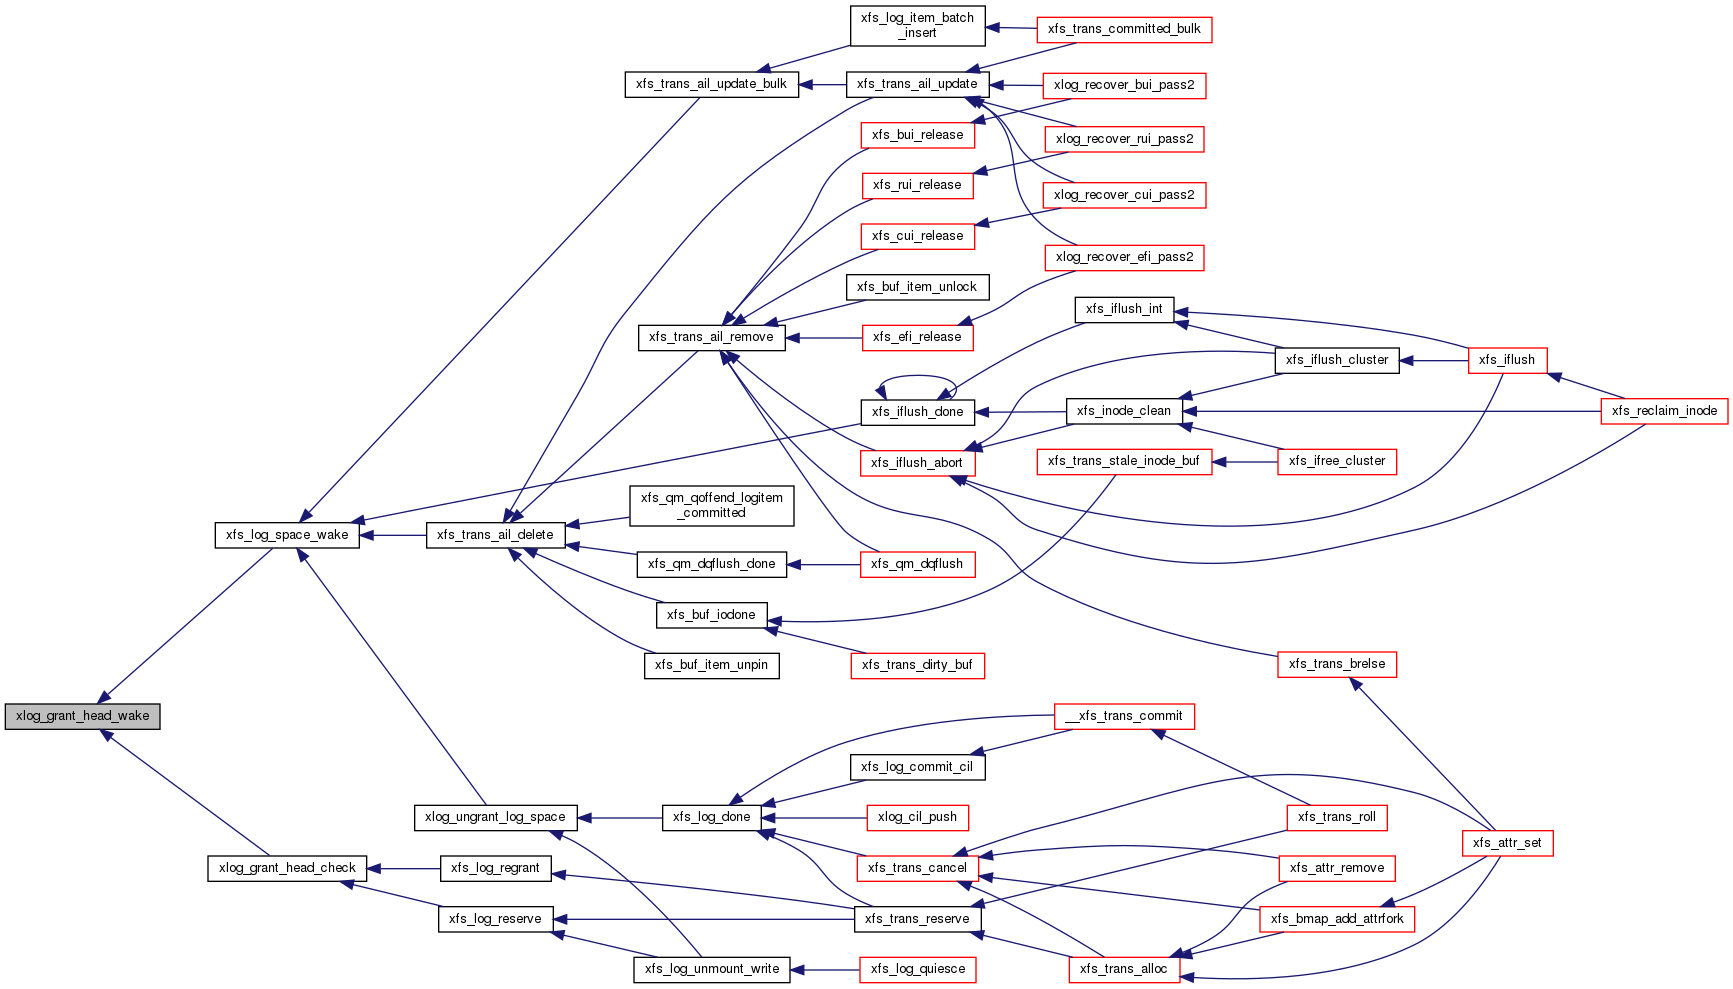 xfs_log_item_batch
_insert
xfs_trans_committed_bulk
xfs_trans_ail_update_bulk
xfs_trans_ail_update
xlog_recover_bui_pass2
xfs_bui_release
xlog_recover_rui_pass2
xfs_rui_release
xlog_recover_cui_pass2
xfs_cui_release
xlog_recover_efi_pass2
xfs_buf_item_unlock
xfs_iflush_int
xfs_trans_ail_remove
xfs_efi_release
xfs_iflush_cluster
xfs_iflush
xfs_iflush_done
xfs_inode_clean
xfs_reclaim_inode
xfs_iflush_abort
xfs_trans_stale_inode_buf
xfs_ifree_cluster
xfs_qm_qoffend_logitem
_committed
xfs_log_space_wake
xfs_trans_ail_delete
xfs_qm_dqflush_done
xfs_qm_dqflush
xfs_buf_iodone
xfs_buf_item_unpin
xfs_trans_dirty_buf
xfs_trans_brelse
xlog_grant_head_wake
__xfs_trans_commit
xfs_log_commit_cil
xlog_ungrant_log_space
xfs_log_done
xlog_cil_push
xfs_trans_roll
xfs_attr_set
xlog_grant_head_check
xfs_log_regrant
xfs_trans_cancel
xfs_attr_remove
xfs_log_reserve
xfs_trans_reserve
xfs_bmap_add_attrfork
xfs_log_unmount_write
xfs_log_quiesce
xfs_trans_alloc